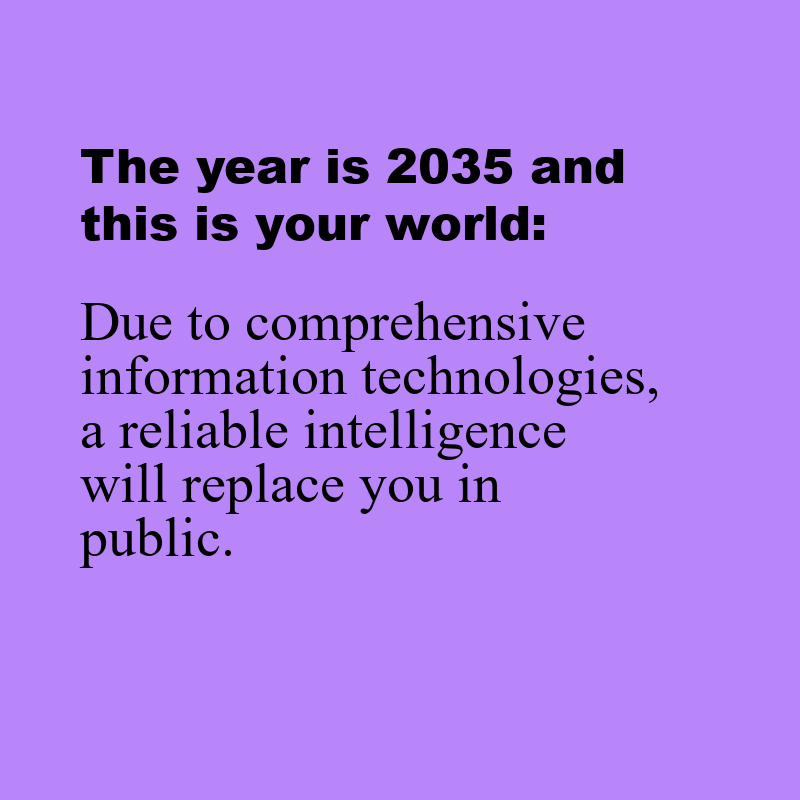 The year is 2035 and
this is your world:
Due to comprehensive
information technologies,
a reliable intelligence
will replace you in
public.